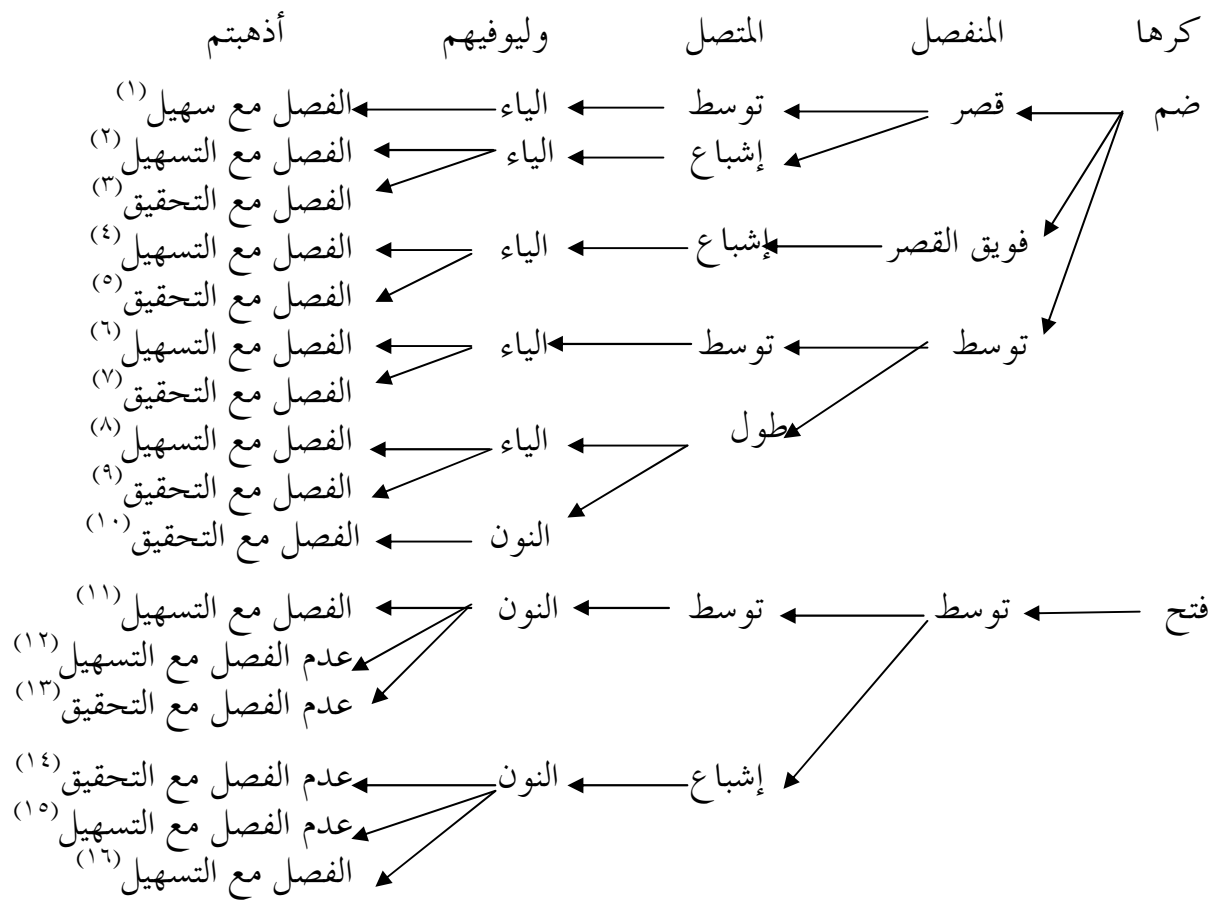 كرها المنفصل المتصل وليوفيهم أذهبتم
ضم قصر توسط الياء الفصل مع سهيل(١)
إشباع الياء الفصل مع التسهيل(٢)
الفصل مع التحقيق(٣)
فويق القصر إشباع الياء الفصل مع التسهيل(٤)
الفصل مع التحقيق(٥)
توسط توسط الياء الفصل مع التسهيل(٦)
الفصل مع التحقيق(٧)
طول الياء الفصل مع التسهيل(٨)
الفصل مع التحقيق(٩)
النون الفصل مع التحقيق(١٠)
فتح توسط توسط النون الفصل مع التسهيل(١١)
عدم الفصل مع التسهيل(١٢)
عدم الفصل مع التحقيق(١٣)
إشباع النون عدم الفصل مع التحقيق(١٤)
عدم الفصل مع التسهيل(١٥)
الفصل مع التسهيل(١٦)